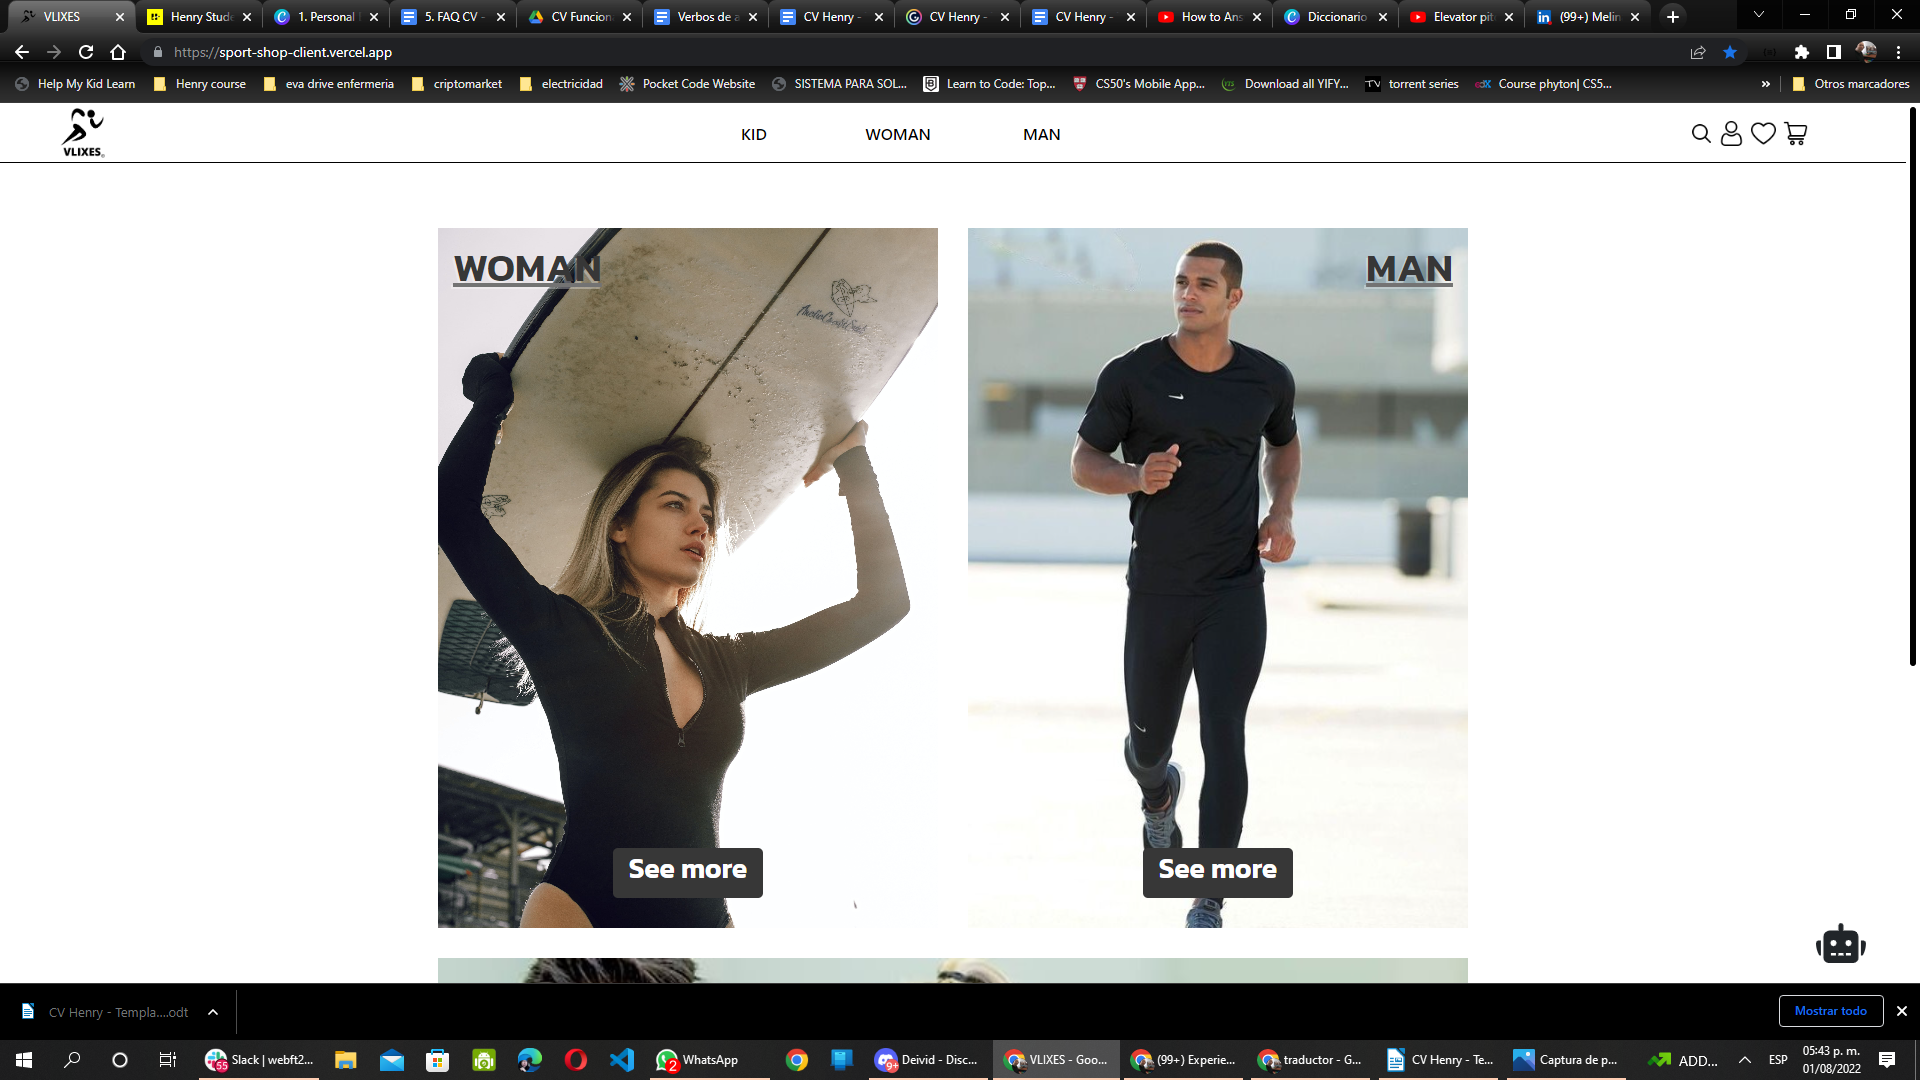 VLIXES
Henry Stude
1. Personal
5. FAQ CV -
CV Funcion
Verbos de a
CV Henry -
CV Henry -
CV Henry -
How to Ans
Diccionario
Elevator pit
(99+) Melin
https://sport-shop-client.vercel.app
Help My Kid Learn
Henry course
eva drive enfermeria
criptomarket
electricidad
Pocket Code Website
SISTEMA PARA SOL...
Learn to Code: Top...
CS50's Mobile App...
Download all YIFY...
torrent series
Course phyton| CS5...
»
Otros marcadores
VLIXES
KID
WOMAN
MAN
WOMAN
MAN
ArcticCraftClub
See more
See more
CV Henry - Templa....odt
Mostrar todo
55
Slack | webft2...
2
WhatsApp
9+
Deivid - Disc...
VLIXES - Goo...
(99+) Experie...
traductor - G...
CV Henry - Te...
Captura de p...
ADD...
ESP
05:43 p. m.
01/08/2022